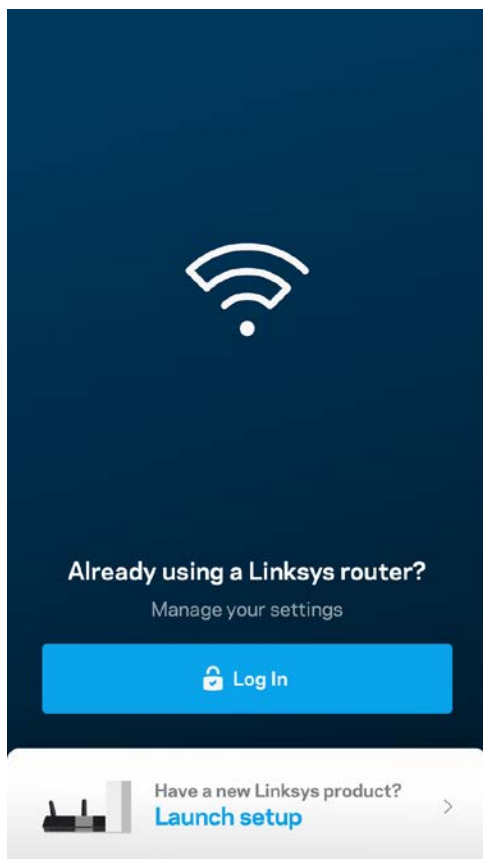 Already using a Linksys router?
Manage your settings
Log In
Have a new Linksys product?
Launch setup